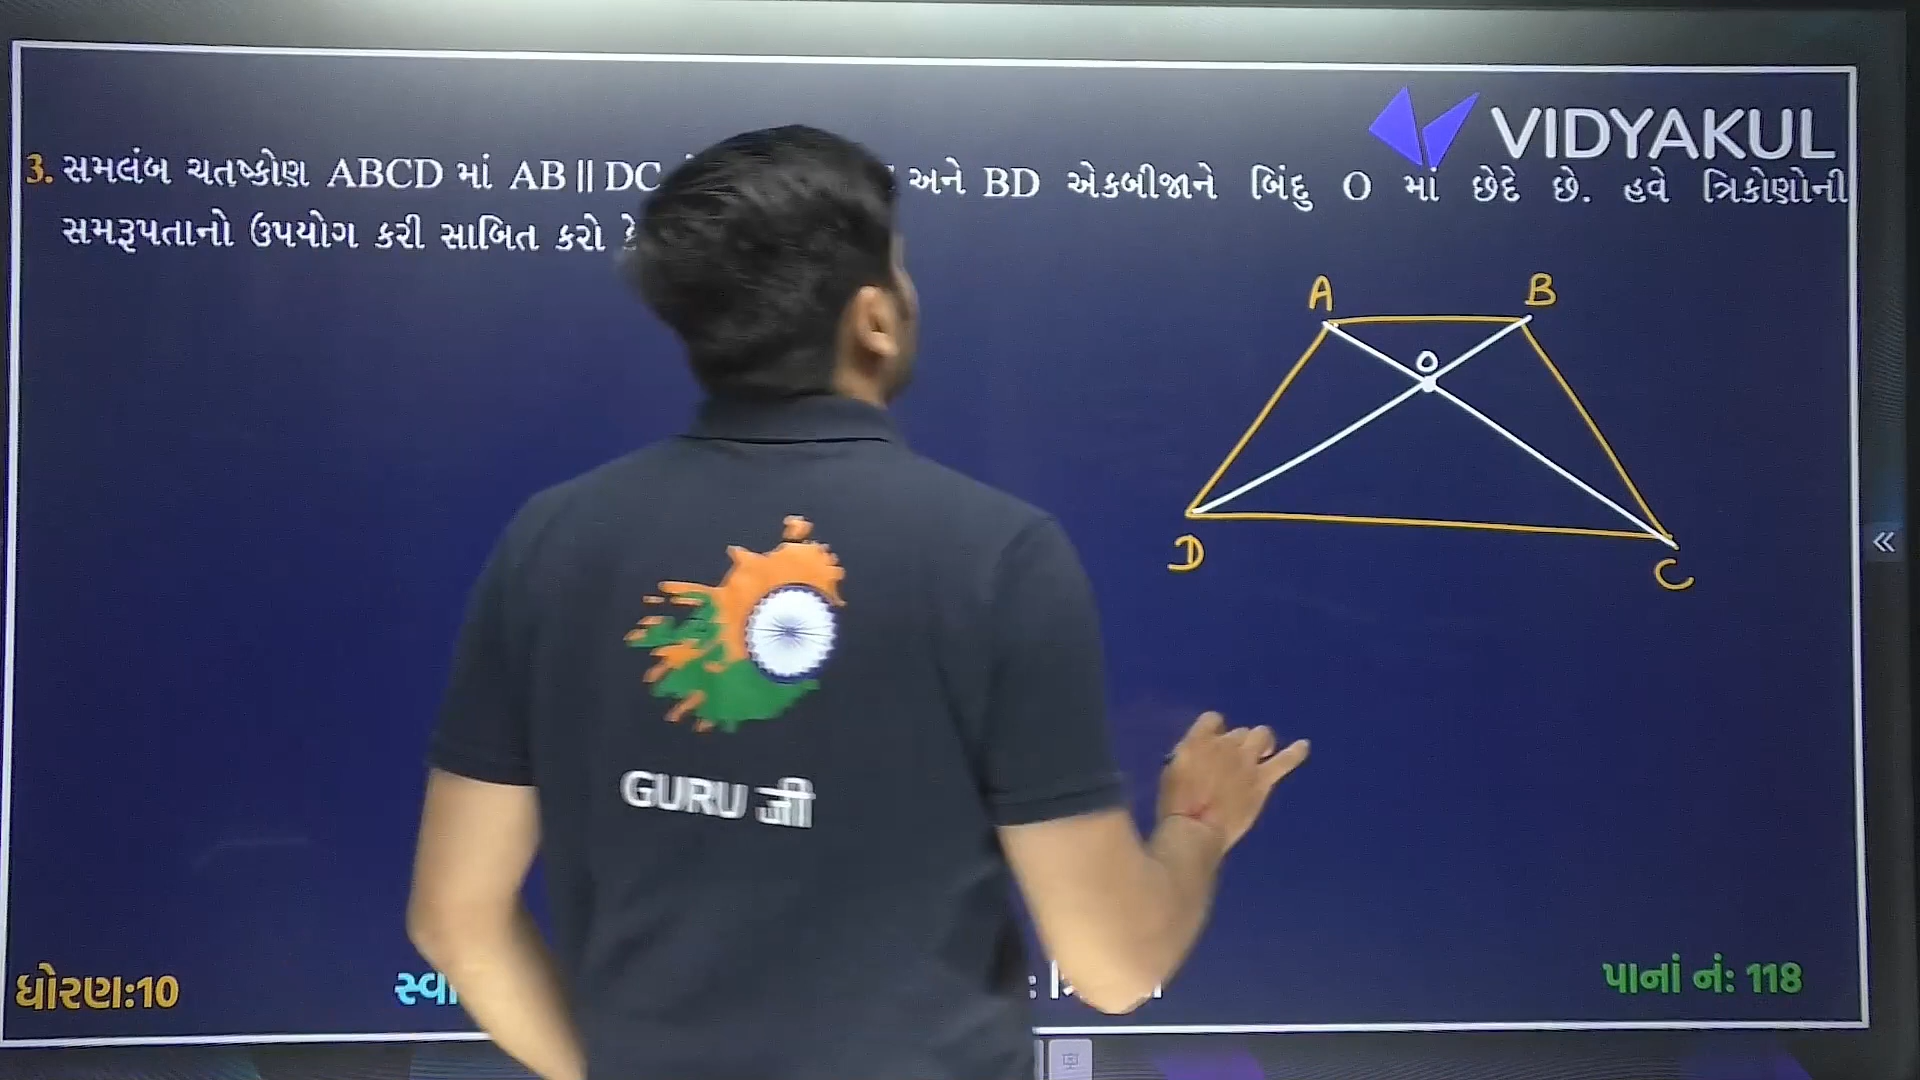 VIDYAKUL
3. સમલંબ ચતષ્કોણ ABCD માં AB || DC અને BD એકબીજાને બિંદુ O માં છેદે છે. હવે ત્રિકોણોની
સમરૂપતાનો ઉપયોગ કરી સાબિત કરો
A B
O
D
C
GURU जी
ધોરણ:10 પાનાં નં: 118